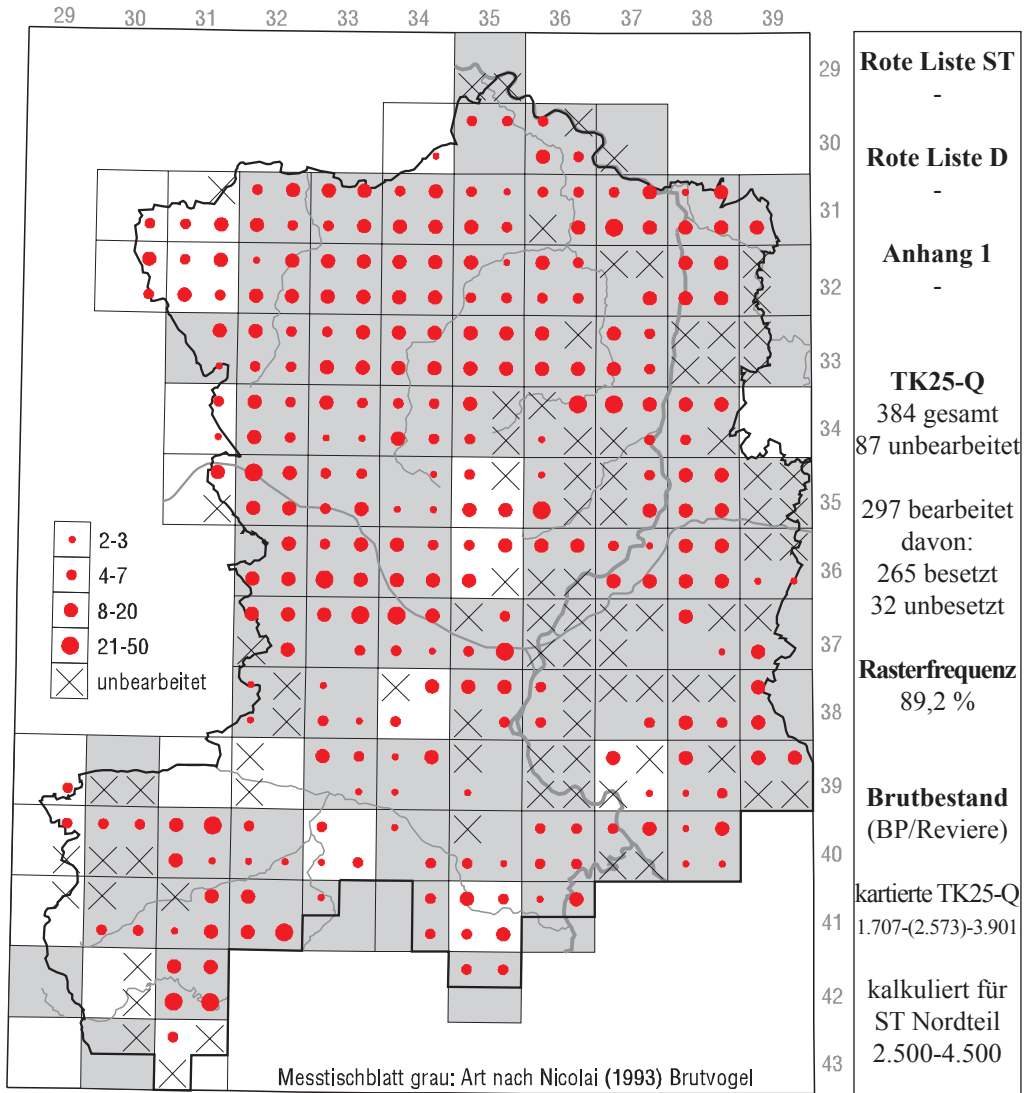 29 30 31 32 33 34 35 36 37 38 39
29
30
31
32
33
34
35
36
37
38
39
40
41
42
43
2-3
4-7
8-20
21-50
unbearbeitet
Messtischblatt grau: Art nach Nicolai (1993) Brutvogel
Rote Liste ST
-
Rote Liste D
-
Anhang 1
-
TK25-Q
384 gesamt
87 unbearbeitet
297 bearbeitet
davon:
265 besetzt
32 unbesetzt
Rasterfrequenz
89,2 %
Brutbestand
(BP/Reviere)
kartierte TK25-Q
1.707-(2.573)-3.901
kalkuliert für
ST Nordteil
2.500-4.500